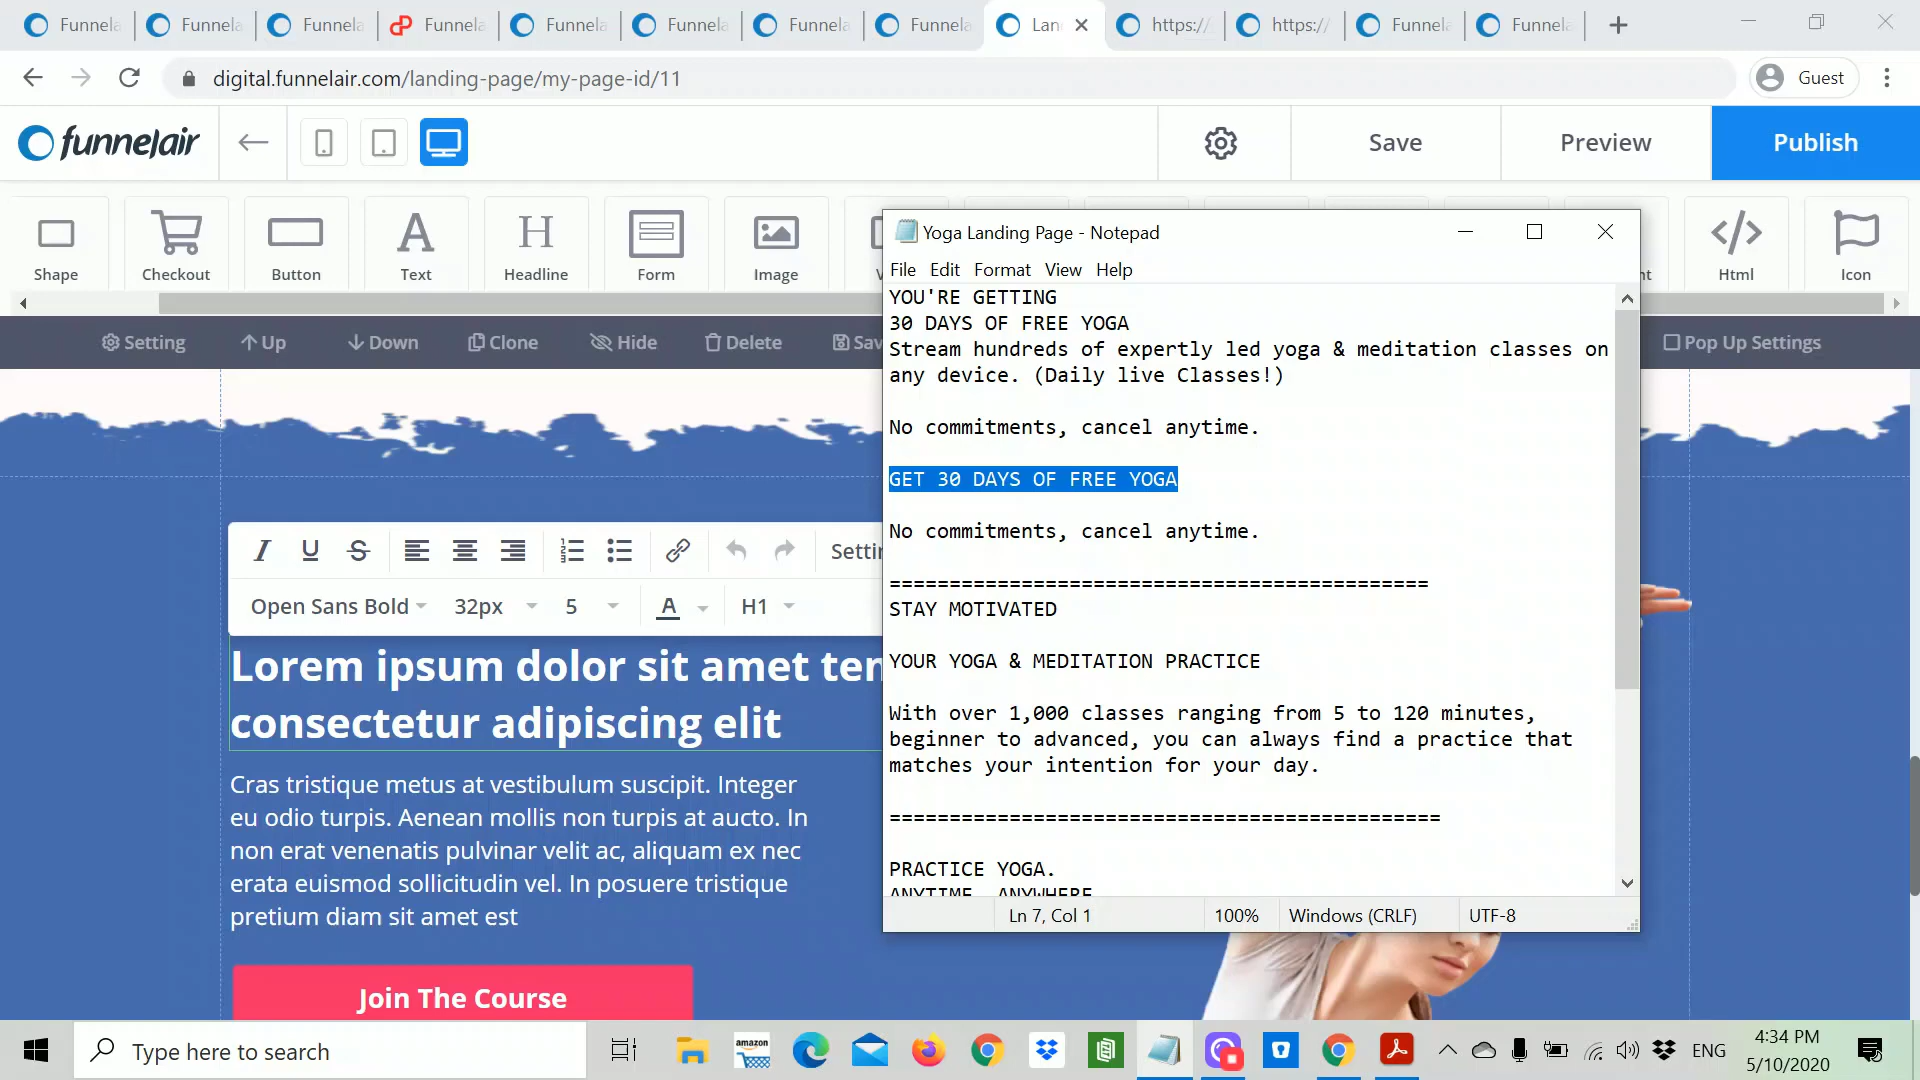 Funnela
Funnela
Funnela
Funnela
Funnela
Funnela
Funnela
Funnela
Lan
https://
https://
Funnela
Funnela
digital.funnelair.com/landing-page/my-page-id/11
Guest
funnelair
Save
Preview
Publish
Shape
Checkout
Button
Text
Headline
Form
Image
Html
Icon
Yoga Landing Page - Notepad
File Edit Format View Help
Setting
Up
Down
Clone
Hide
Delete
Sav
Pop Up Settings
YOU'RE GETTING
30 DAYS OF FREE YOGA
Stream hundreds of expertly led yoga & meditation classes on
any device. (Daily live Classes!)
No commitments, cancel anytime.
GET 30 DAYS OF FREE YOGA
No commitments, cancel anytime.
=============================================
STAY MOTIVATED
YOUR YOGA & MEDITATION PRACTICE
With over 1,000 classes ranging from 5 to 120 minutes,
beginner to advanced, you can always find a practice that
matches your intention for your day.
==============================================
PRACTICE YOGA.
ANYTIME. ANYWHERE
Ln 7, Col 1
100%
Windows (CRLF)
UTF-8
Settin
Open Sans Bold
32px
5
A
H1
Lorem ipsum dolor sit amet tem
consectetur adipiscing elit
Cras tristique metus at vestibulum suscipit. Integer
eu odio turpis. Aenean mollis non turpis at aucto. In
non erat venenatis pulvinar velit ac, aliquam ex nec
erata euismod sollicitudin vel. In posuere tristique
pretium diam sit amet est
Join The Course
Type here to search
amazon
ENG
4:34 PM
5/10/2020